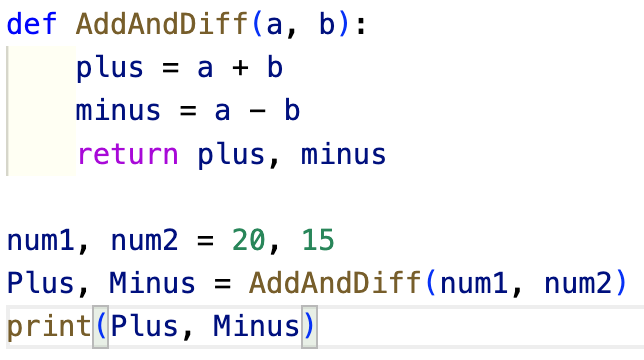 def AddAndDiff(a, b):
    plus = a + b
    minus = a - b
    return plus, minus

num1, num2 = 20, 15
Plus, Minus = AddAndDiff(num1, num2)
print(Plus, Minus)